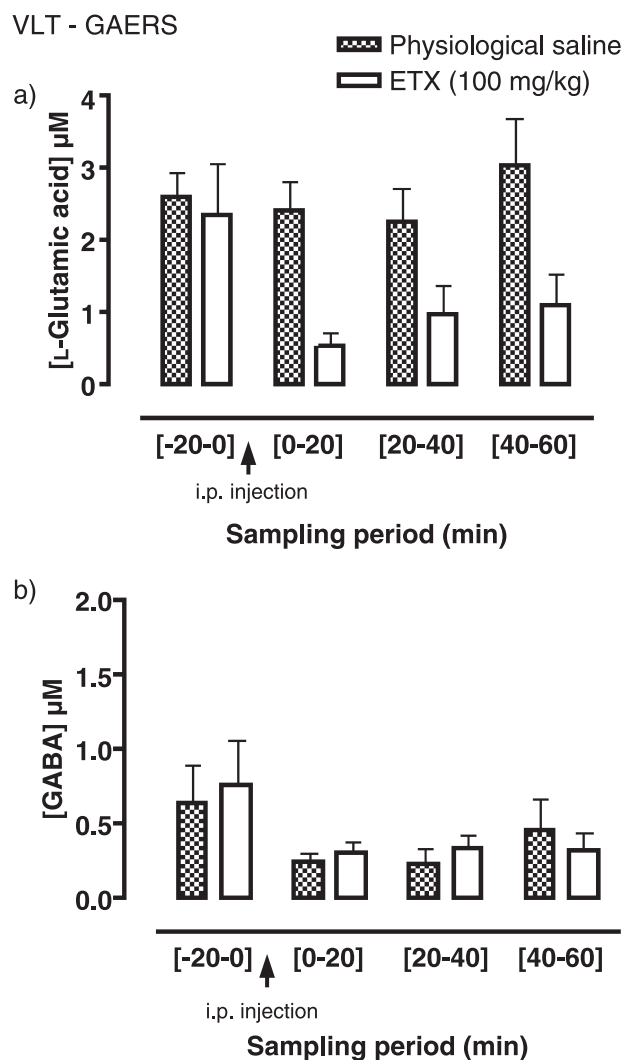 VLT - GAERS
Physiological saline
ETX (100 mg/kg)
a)
[L-Glutamic acid] µM
4
3
2
1
0
[-20-0] [0-20] [20-40] [40-60]
i.p. injection
Sampling period (min)
b)
[GABA] µM
2.0
1.5
1.0
0.5
0.0
[-20-0] [0-20] [20-40] [40-60]
i.p. injection
Sampling period (min)